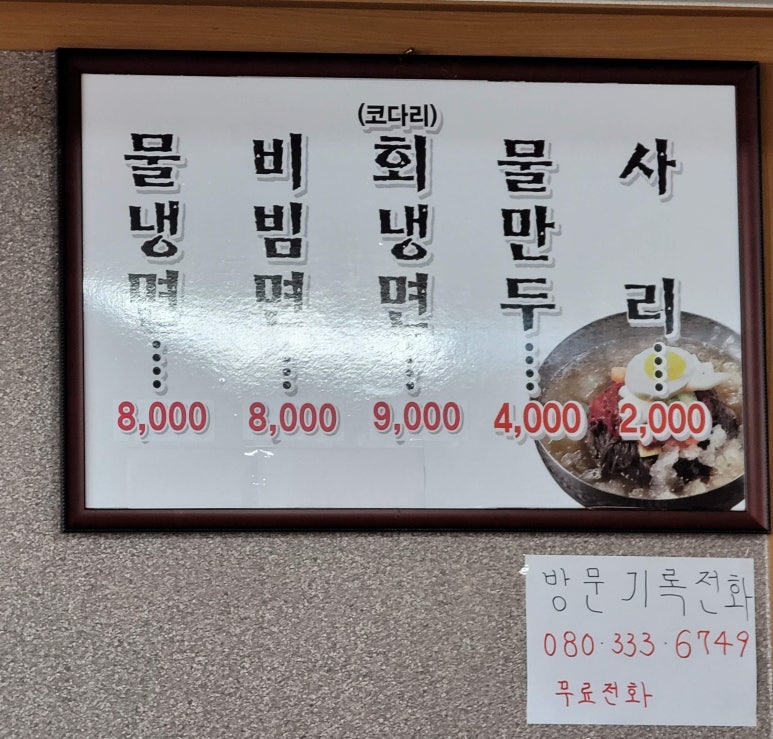 물냉면 8,000
비빔면 8,000
(코다리)
회냉면 9,000
물만두 4,000
사리 2,000
방문 기록전화
080·333·6749
무료전화